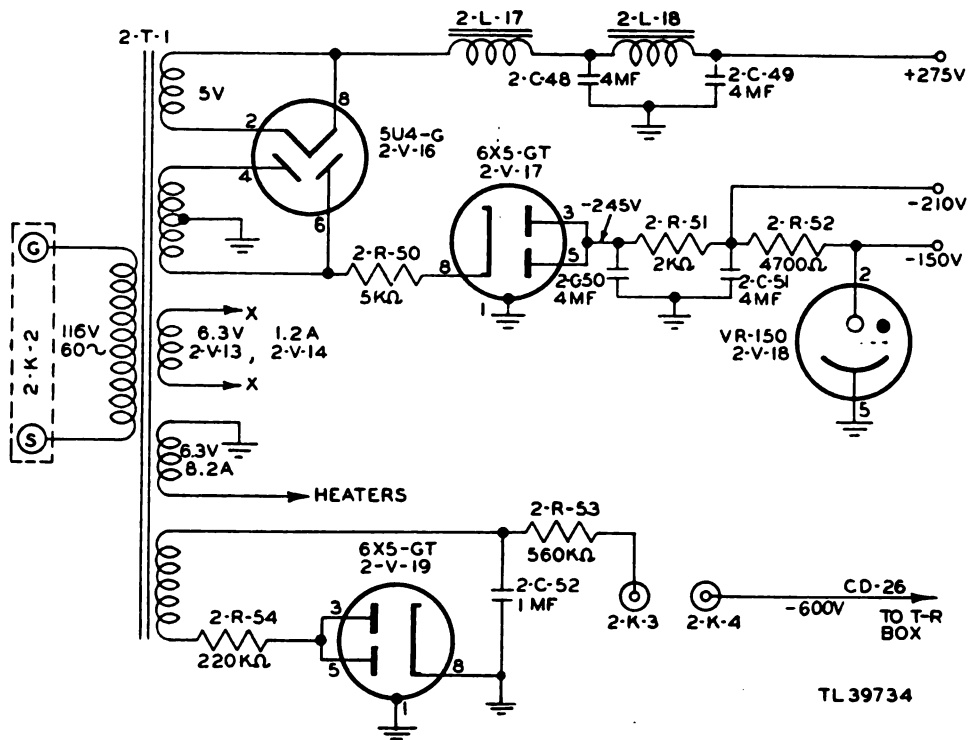 2-L-17
2-L-18
2-T-1
5V
2
8
4
6
5U4-G
2-V-16
2-C-48
4MF
2-C-49
4MF
+275V
6X5-GT
2-V-17
3
5
8
1
-245V
2-R-50
5KΩ
2-R-51
2KΩ
2-R-52
4700Ω
2-C50
4MF
2-C-51
4MF
-210V
-150V
2
VR-150
2-V-18
5
G
S
2-K-2
116V
60~
X
6.3V 1.2A
2-V-13, 2-V-14
X
6.3V
8.2A
HEATERS
6X5-GT
2-V-19
3
5
8
1
2-R-54
220KΩ
2-R-53
560KΩ
2-C-52
1MF
2-K-3
2-K-4
CD-26
-600V
TO T-R
BOX
TL39734